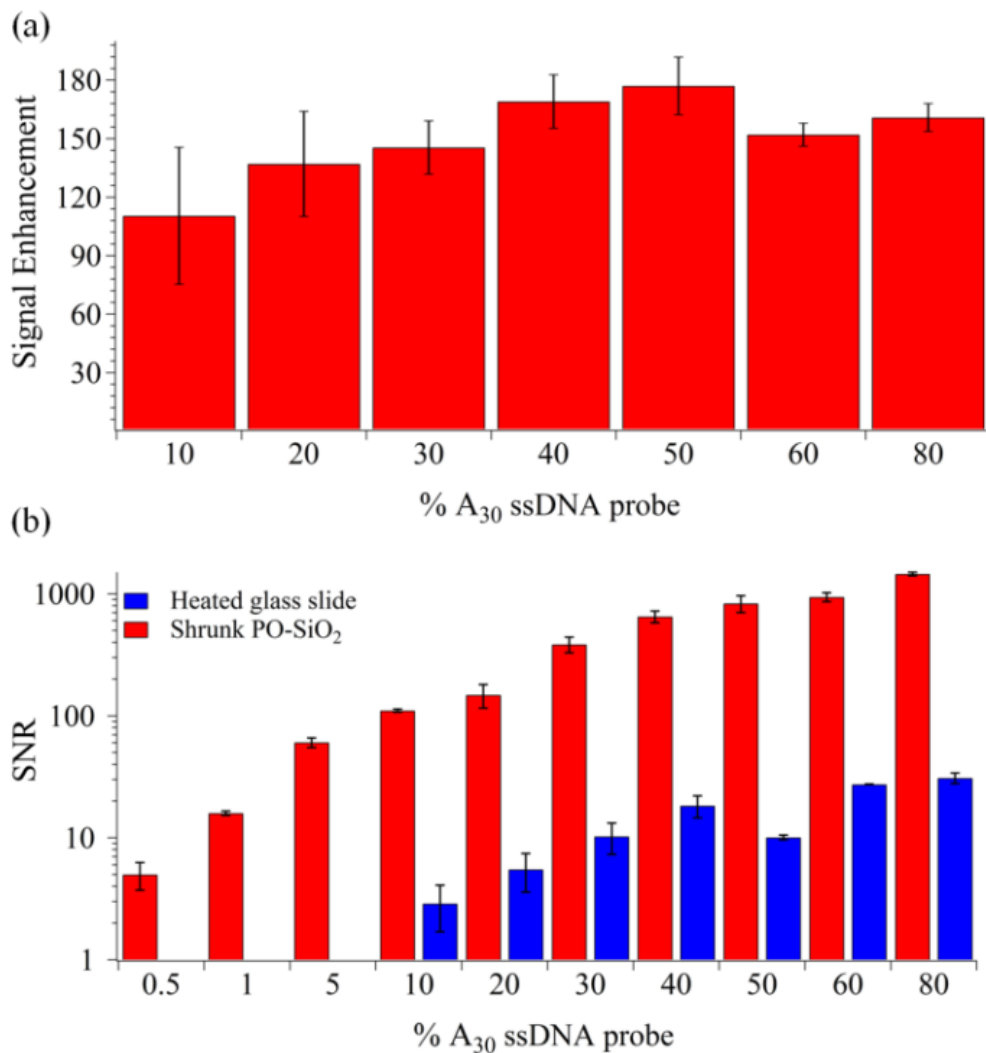 (a)
Signal Enhancement
180
150
120
90
60
30
10 20 30 40 50 60 80
% A₃₀ ssDNA probe
(b)
SNR
1000
100
10
1
Heated glass slide
Shrunk PO-SiO₂
0.5 1 5 10 20 30 40 50 60 80
% A₃₀ ssDNA probe